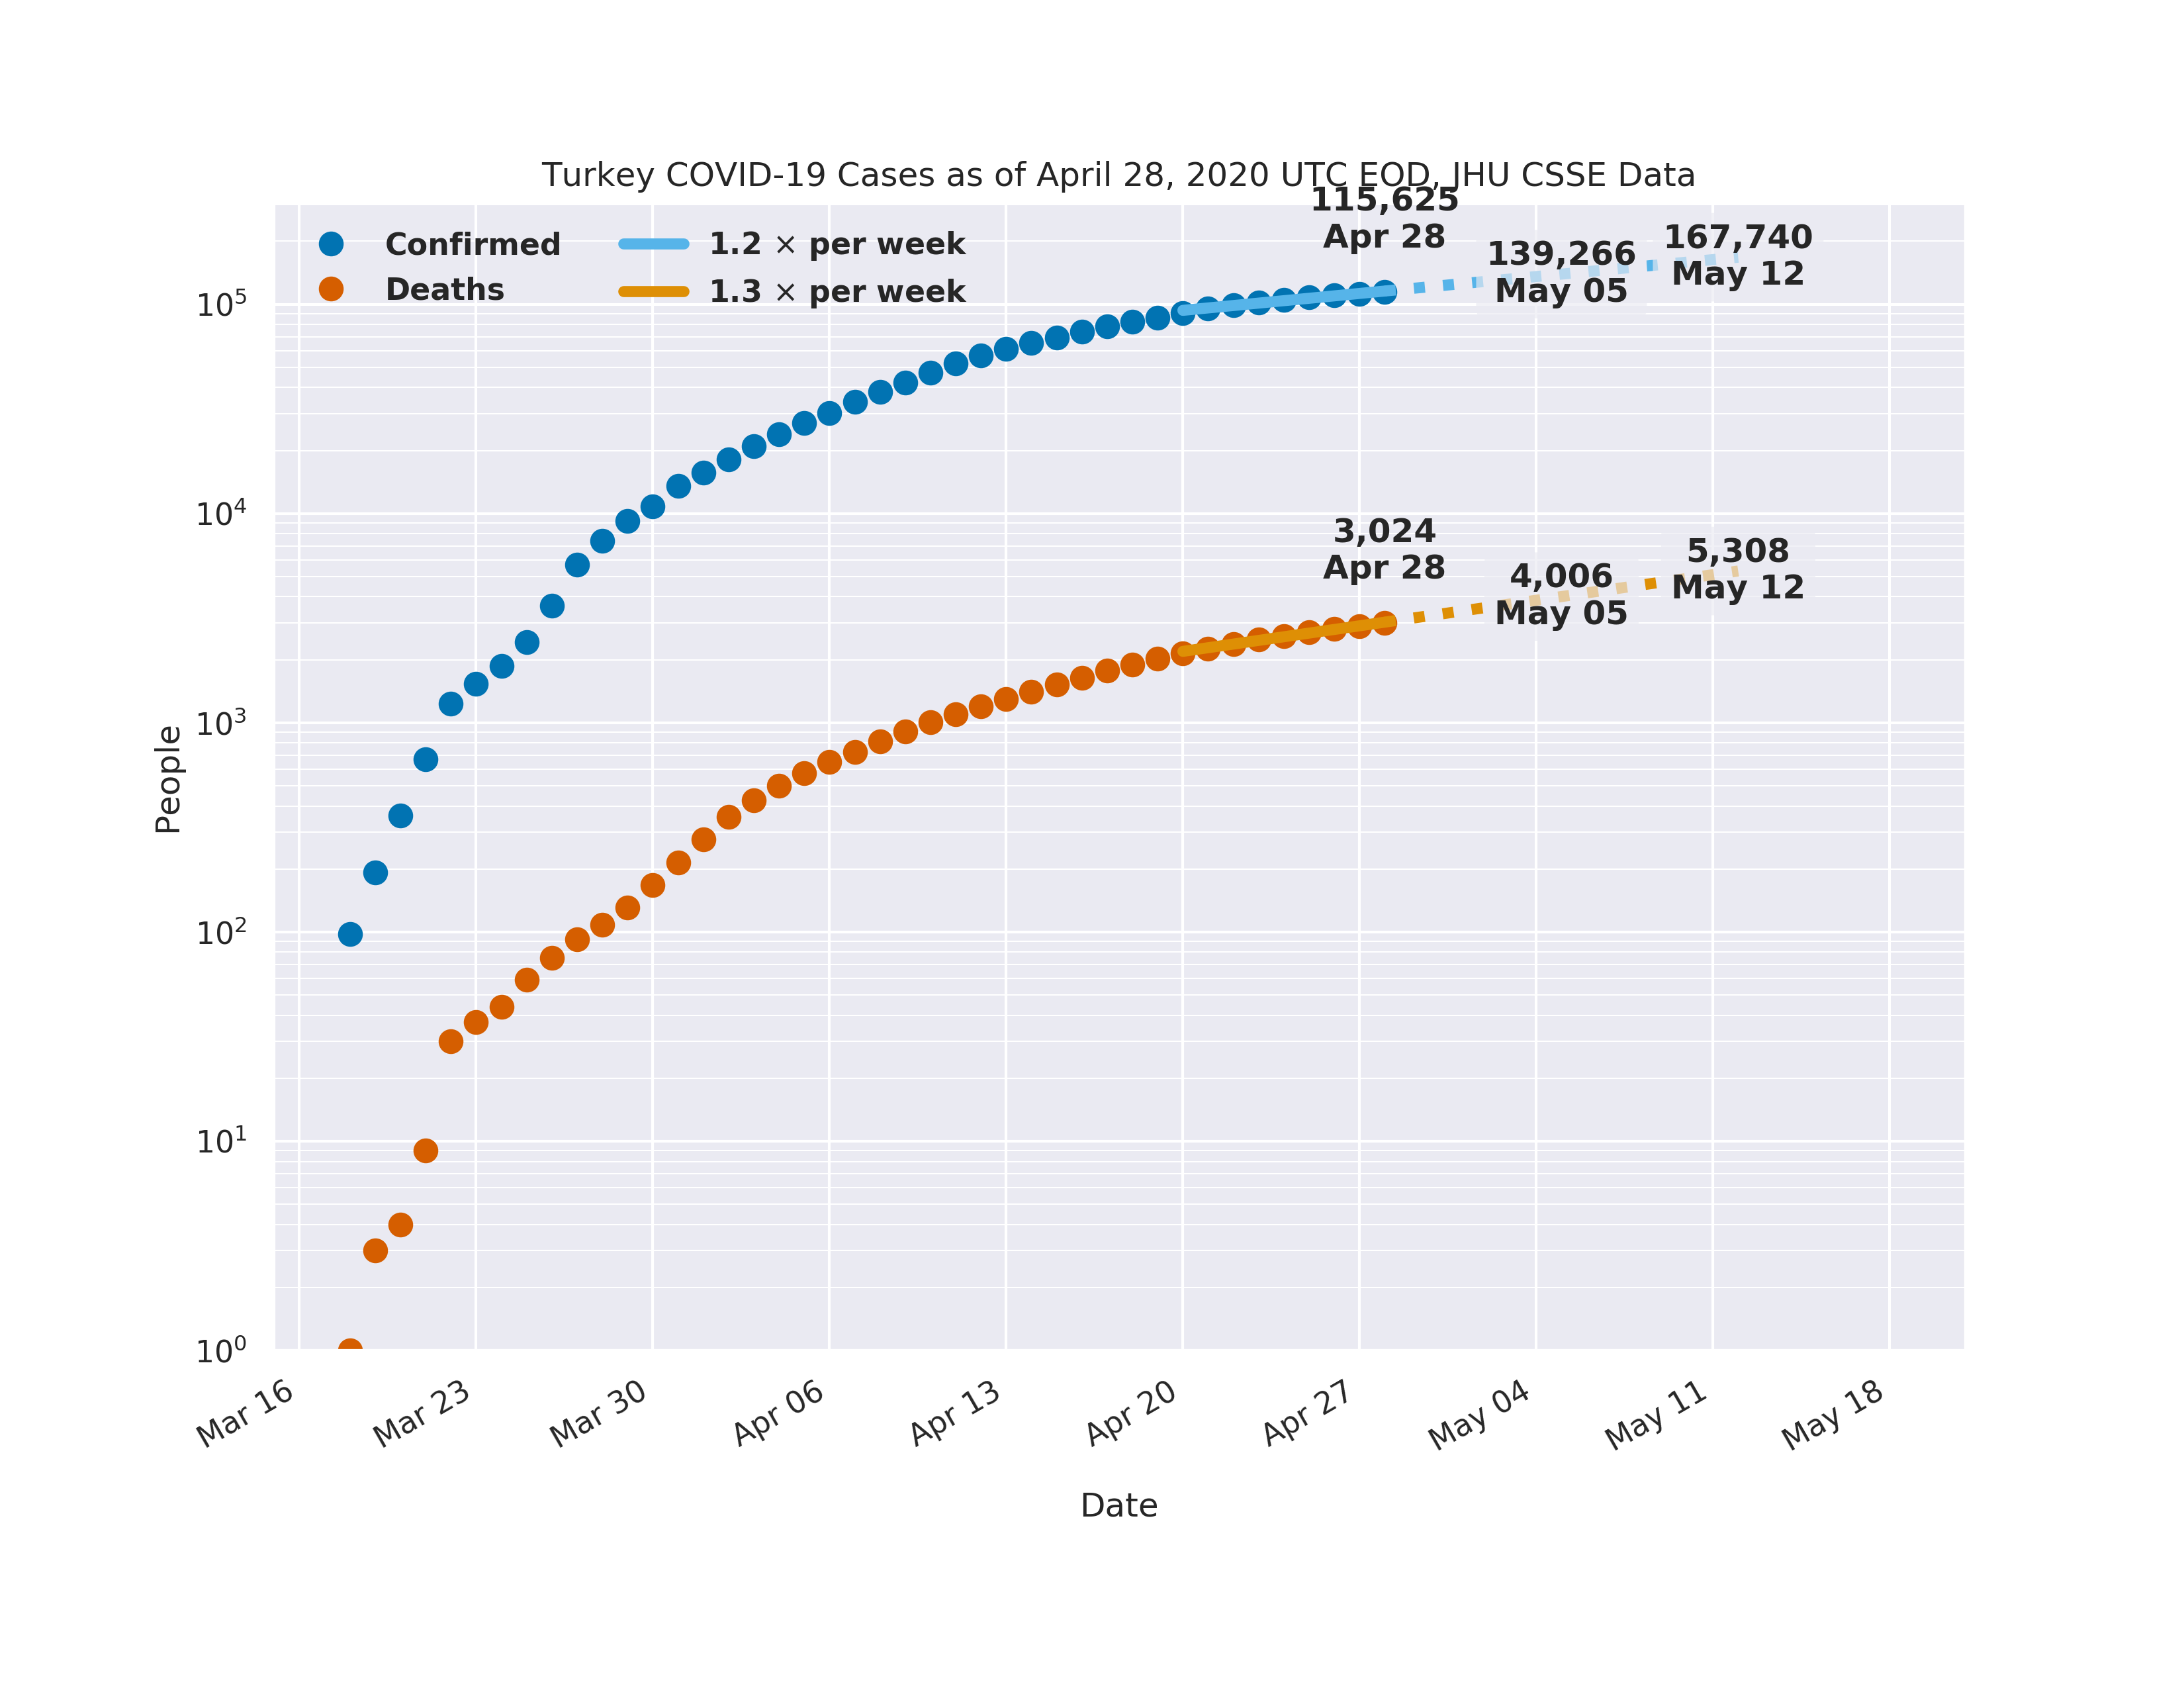 Turkey COVID-19 Cases as of April 28, 2020 UTC EOD, JHU CSSE Data
Confirmed
Deaths
1.2 × per week
1.3 × per week
115,625
Apr 28
139,266
May 05
167,740
May 12
3,024
Apr 28
4,006
May 05
5,308
May 12
People
10⁵
10⁴
10³
10²
10¹
10⁰
Mar 16
Mar 23
Mar 30
Apr 06
Apr 13
Apr 20
Apr 27
May 04
May 11
May 18
Date